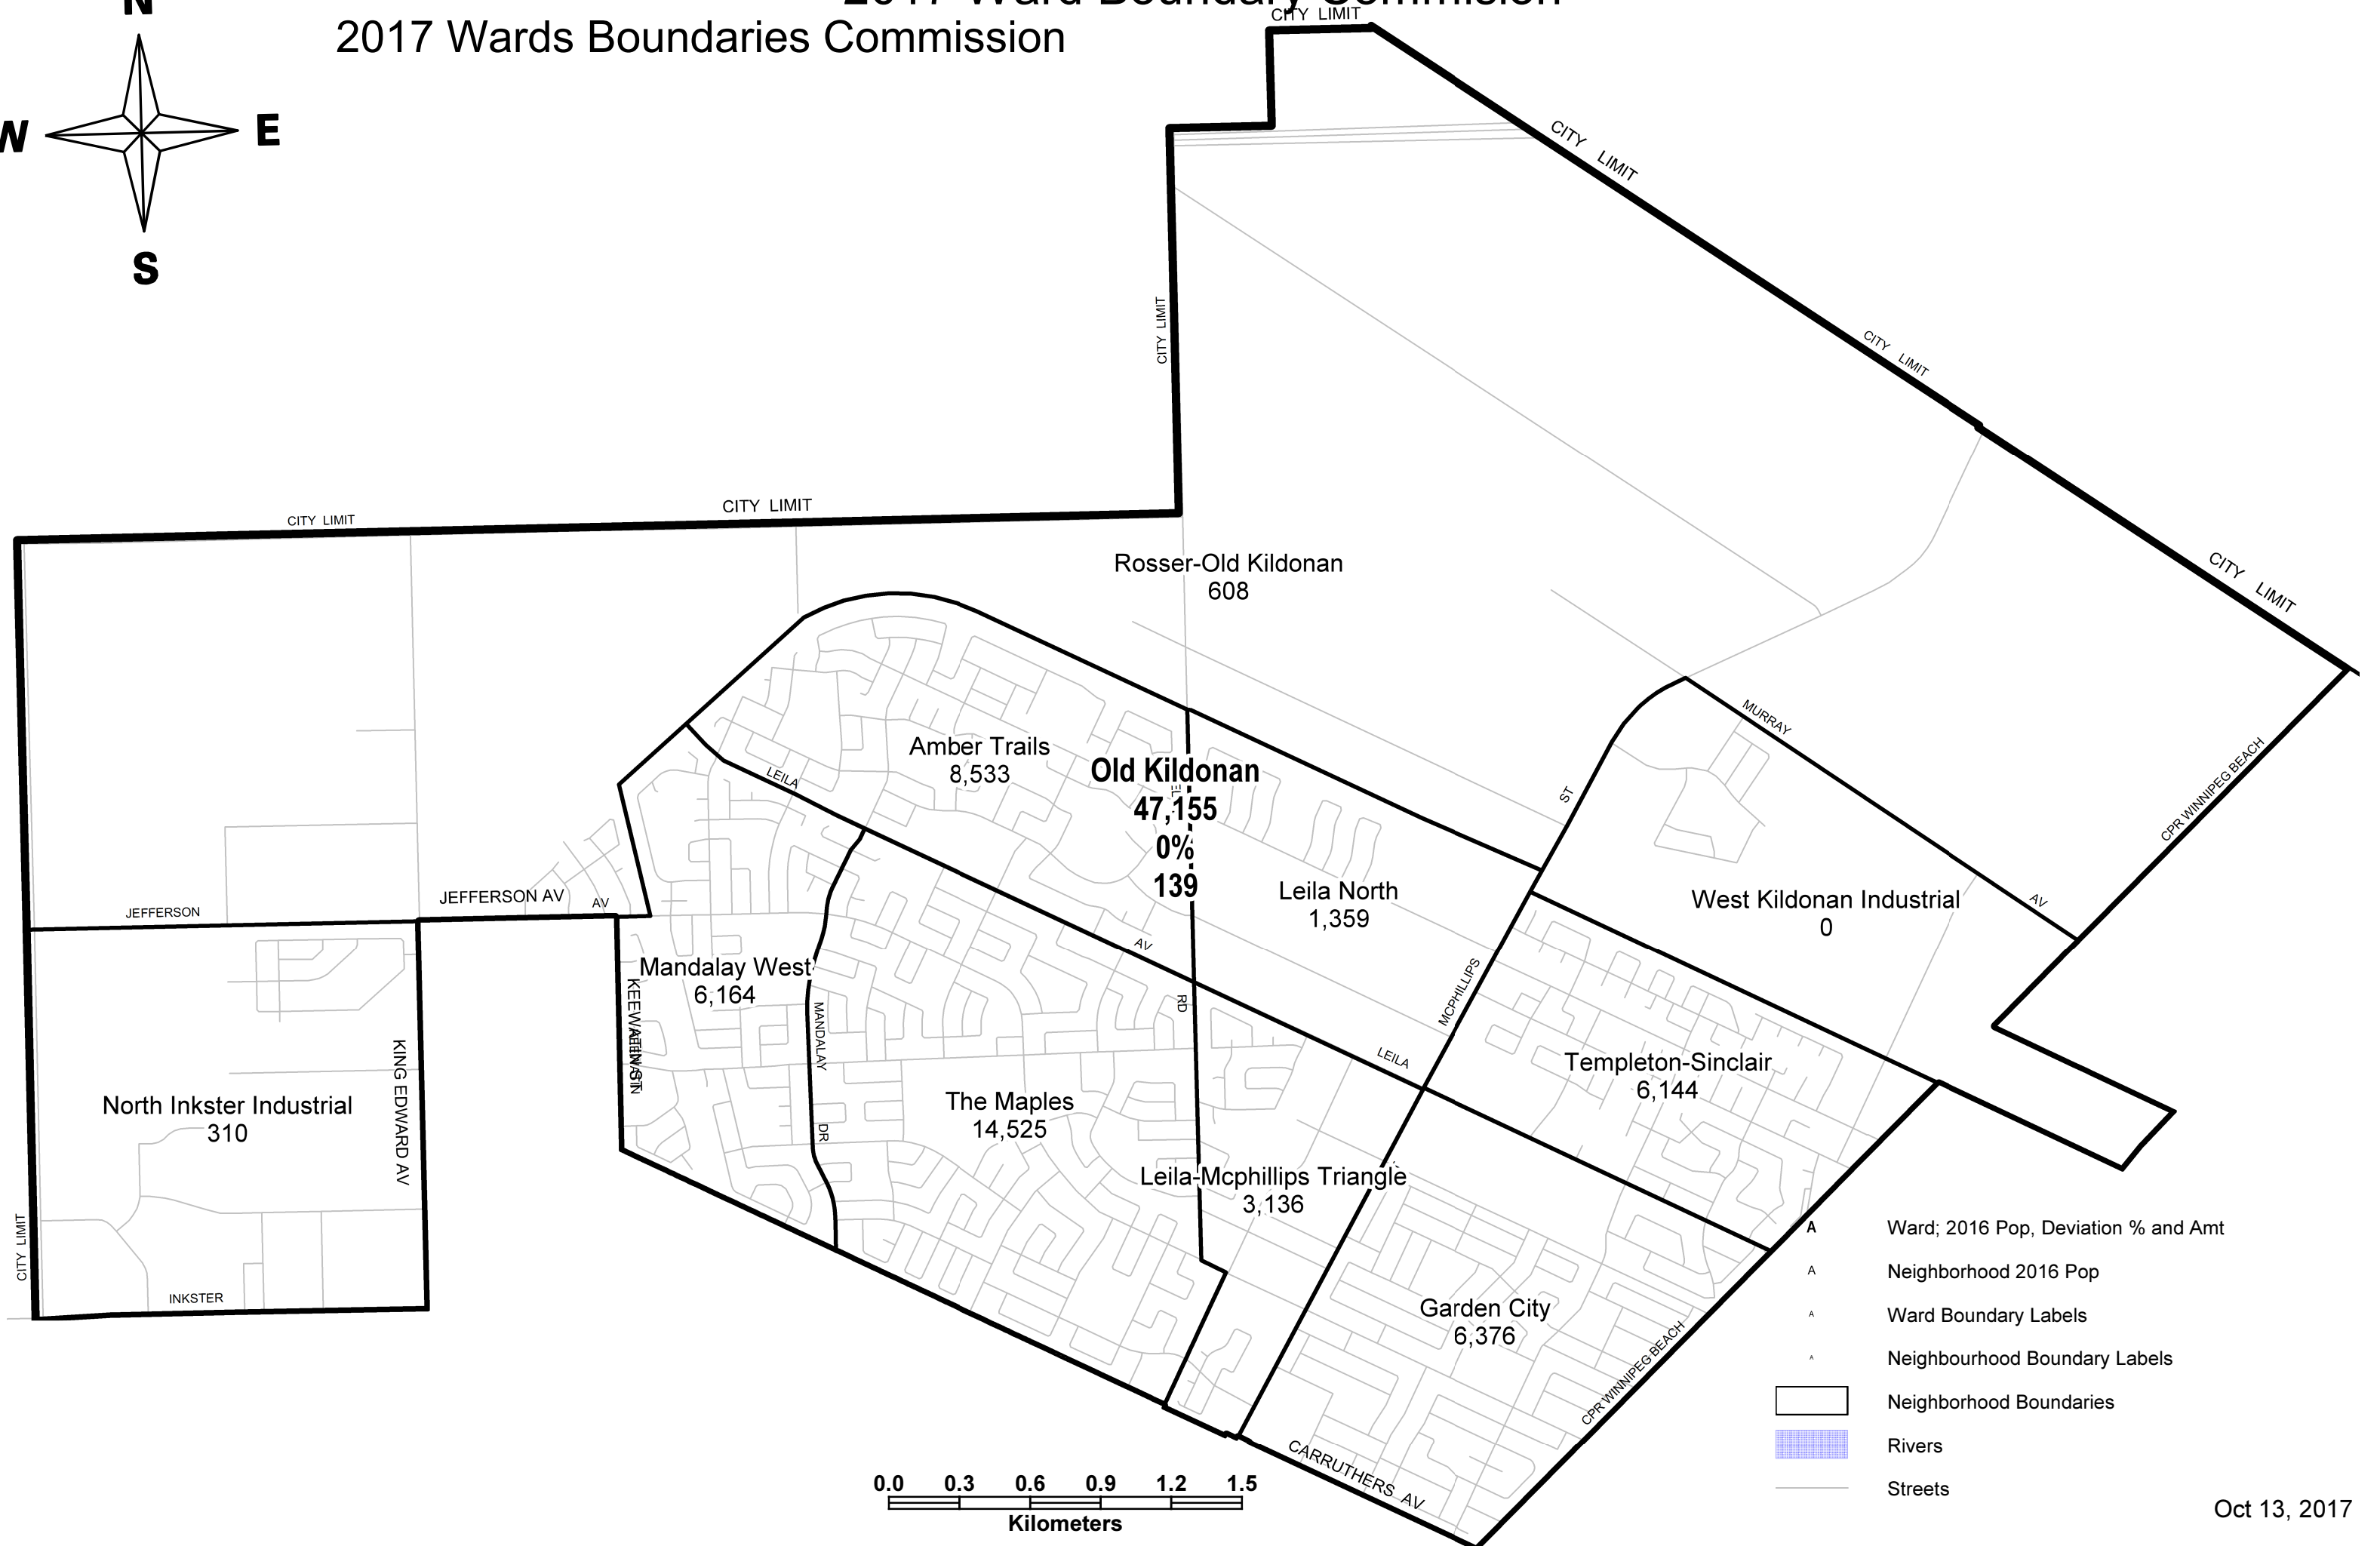 2017 Ward Boundary Commision
2017 Wards Boundaries Commission
N
W
E
S
CITY LIMIT
CITY LIMIT
CITY LIMIT
CITY LIMIT
CITY LIMIT
CITY LIMIT
CITY LIMIT
Rosser-Old Kildonan
608
MURRAY
AV
CPR WINNIPEG BEACH
ST
Amber Trails
8,533
LEILA
Old Kildonan
47,155
0%
139
Leila North
1,359
West Kildonan Industrial
0
JEFFERSON
JEFFERSON AV
AV
AV
Mandalay West
6,164
MANDALAY
DR
RD
MCPHILLIPS
LEILA
Templeton-Sinclair
6,144
KING EDWARD AV
North Inkster Industrial
310
The Maples
14,525
Leila-Mcphillips Triangle
3,136
CITY LIMIT
INKSTER
Garden City
6,376
CPR WINNIPEG BEACH
CARRUTHERS AV
A Ward; 2016 Pop, Deviation % and Amt
A Neighborhood 2016 Pop
A Ward Boundary Labels
A Neighbourhood Boundary Labels
Neighborhood Boundaries
Rivers
Streets
0.0 0.3 0.6 0.9 1.2 1.5
Kilometers
Oct 13, 2017